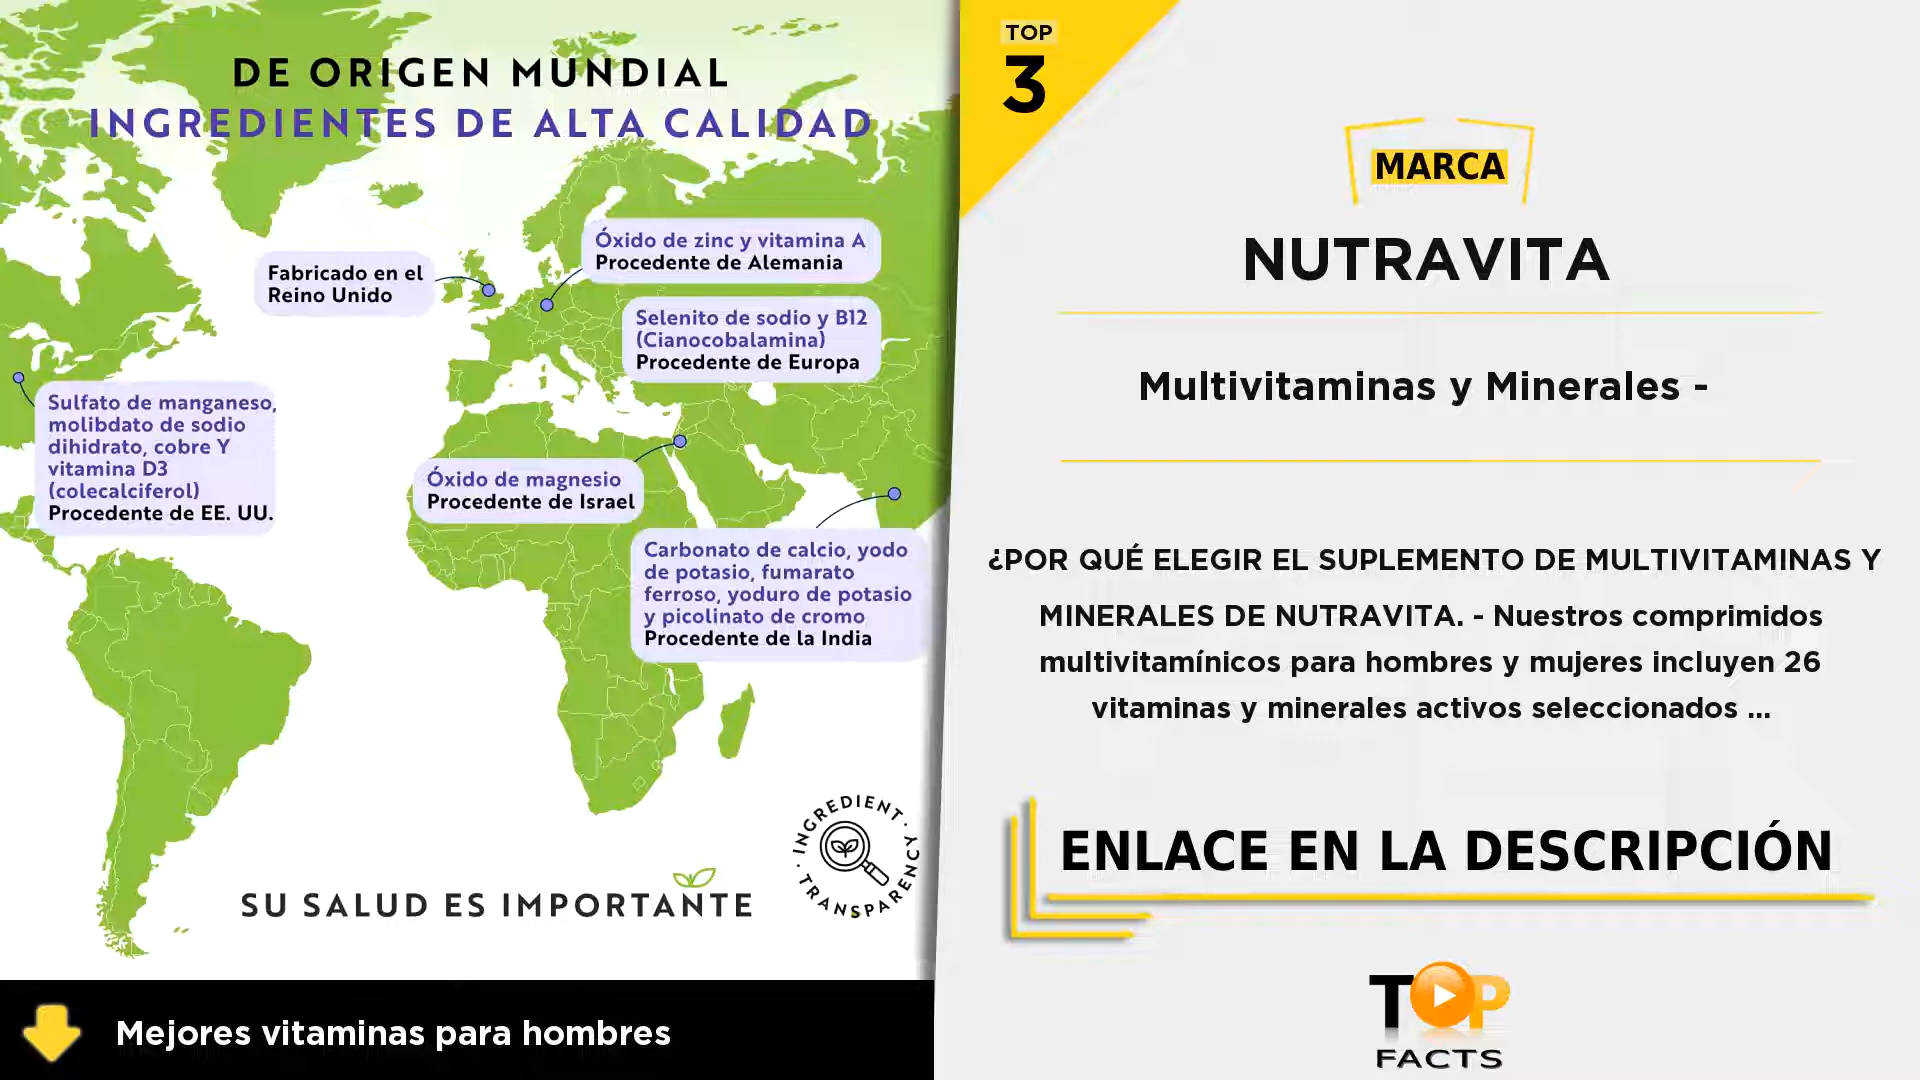 DE ORIGEN MUNDIAL
INGREDIENTES DE ALTA CALIDAD
Fabricado en el
Reino Unido
Óxido de zinc y vitamina A
Procedente de Alemania
Selenito de sodio y B12
(Cianocobalamina)
Procedente de Europa
Sulfato de manganeso,
molibdato de sodio
dihidrato, cobre Y
vitamina D3
(colecalciferol)
Procedente de EE. UU.
Óxido de magnesio
Procedente de Israel
Carbonato de calcio, yodo
de potasio, fumarato
ferroso, yoduro de potasio
y picolinato de cromo
Procedente de la India
SU SALUD ES IMPORTANTE
· INGREDIENT · TRANSPARENCY
Mejores vitaminas para hombres
TOP
3
MARCA
NUTRAVITA
Multivitaminas y Minerales -
¿POR QUÉ ELEGIR EL SUPLEMENTO DE MULTIVITAMINAS Y
MINERALES DE NUTRAVITA. - Nuestros comprimidos
multivitamínicos para hombres y mujeres incluyen 26
vitaminas y minerales activos seleccionados ...
ENLACE EN LA DESCRIPCIÓN
TOP
FACTS